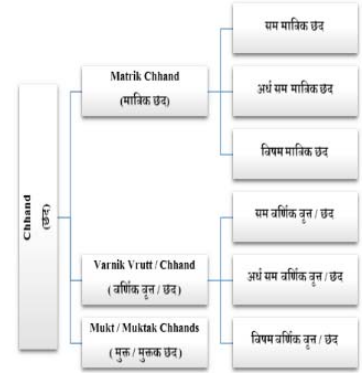 Chhand
(छंद)
Matrik Chhand
(मात्रिक छंद)
सम मात्रिक छंद
अर्ध सम मात्रिक छंद
विषम मात्रिक छंद
Varnik Vrutt / Chhand
( वर्णिक वृत्त / छंद )
सम वर्णिक वृत्त / छंद
अर्ध सम वर्णिक वृत्त / छंद
विषम वर्णिक वृत्त / छंद
Mukt / Muktak Chhands
( मुक्त / मुक्तक छंद )